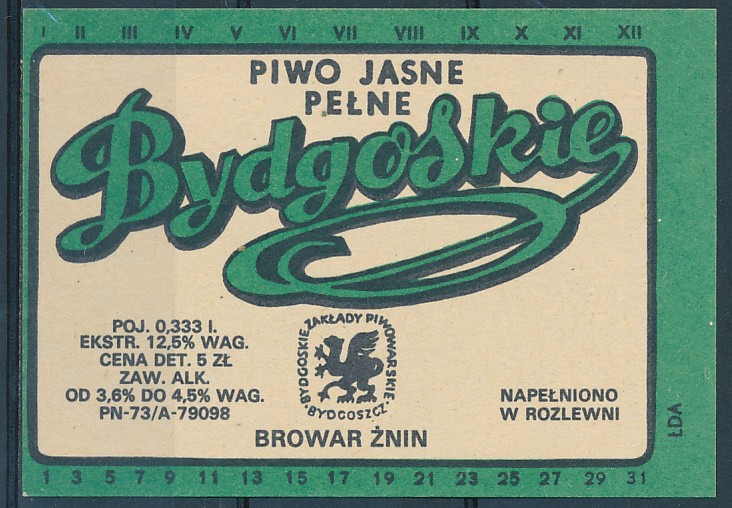 I II III IV V VI VII VIII IX X XI XII
PIWO JASNE
PEŁNE
Bydgoskie
POJ. 0,333 l.
EKSTR. 12,5% WAG.
CENA DET. 5 ZŁ
ZAW. ALK.
OD 3,6% DO 4,5% WAG.
PN-73/A-79098
BYDGOSKIE ZAKŁADY PIWOWARSKIE
BYDGOSZCZ
BROWAR ŻNIN
NAPEŁNIONO
W ROZLEWNI
ŁDA
1 3 5 7 9 11 13 15 17 19 21 23 25 27 29 31